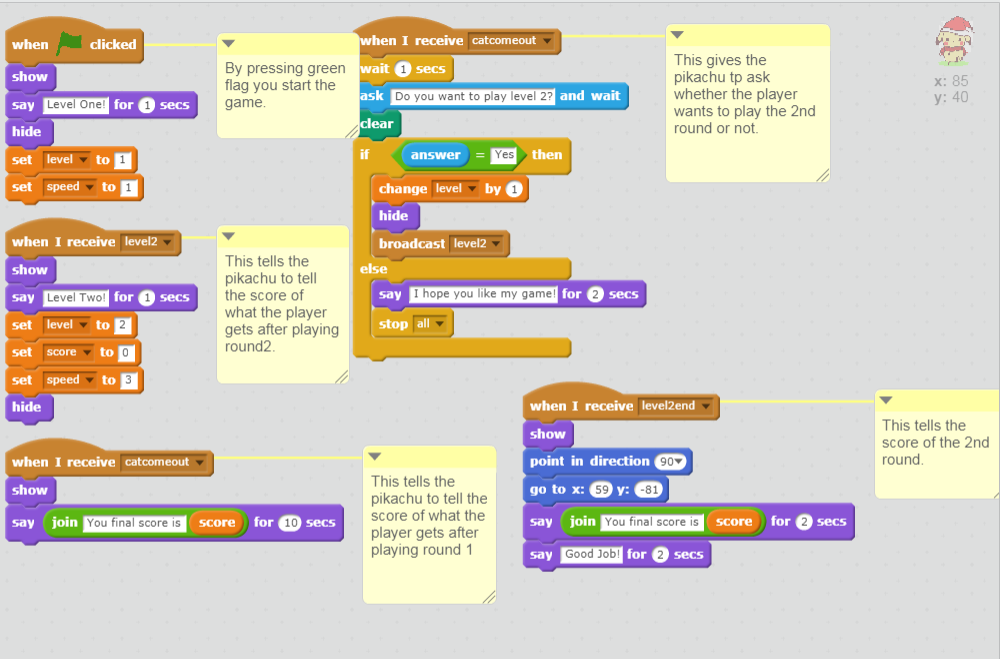 when clicked
show
say Level One! for 1 secs
hide
set level to 1
set speed to 1
By pressing green
flag you start the
game.
when I receive level2
show
say Level Two! for 1 secs
set level to 2
set score to 0
set speed to 3
hide
This tells the
pikachu to tell
the score of
what the player
gets after playing
round2.
when I receive catcomeout
show
say join You final score is score for 10 secs
This tells the
pikachu to tell the
score of what the
player gets after
playing round 1
when I receive catcomeout
wait 1 secs
ask Do you want to play level 2? and wait
clear
if answer = Yes then
change level by 1
hide
broadcast level2
else
say I hope you like my game! for 2 secs
stop all
This gives the
pikachu tp ask
whether the player
wants to play the 2nd
round or not.
x: 85
y: 40
when I receive level2end
show
point in direction 90
go to x: 59 y: -81
say join You final score is score for 2 secs
say Good Job! for 2 secs
This tells the
score of the 2nd
round.